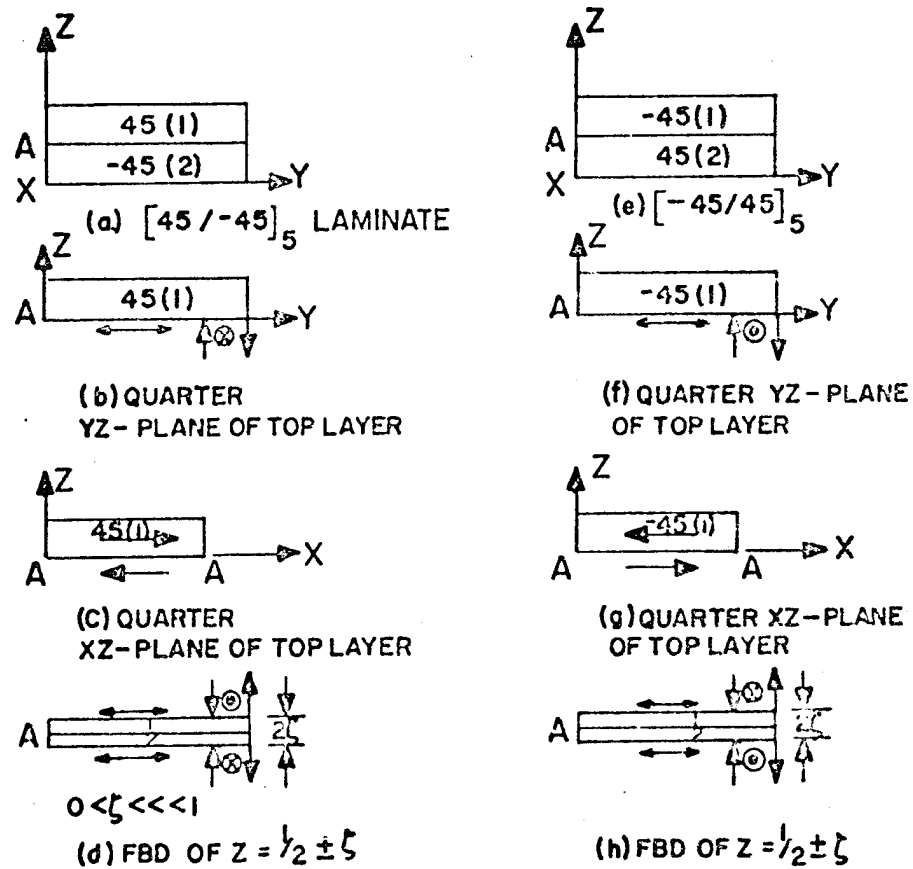 Z
45 (1)
A
-45 (2)
X
Y
(a) [45 / -45]5 LAMINATE
Z
45(1)
A
Y
(b) QUARTER
YZ- PLANE OF TOP LAYER
Z
45(1)
A
A
X
(C) QUARTER
XZ-PLANE OF TOP LAYER
A
2ζ
0<ζ<<<1
(d) FBD OF Z = 1/2 ± ζ
Z
-45(1)
A
45(2)
X
Y
(e) [-45/45]5
Z
-45(1)
A
Y
(f) QUARTER YZ-PLANE
OF TOP LAYER
Z
-45(1)
A
A
X
(g) QUARTER XZ-PLANE
OF TOP LAYER
A
2ζ
(h) FBD OF Z = 1/2 ± ζ